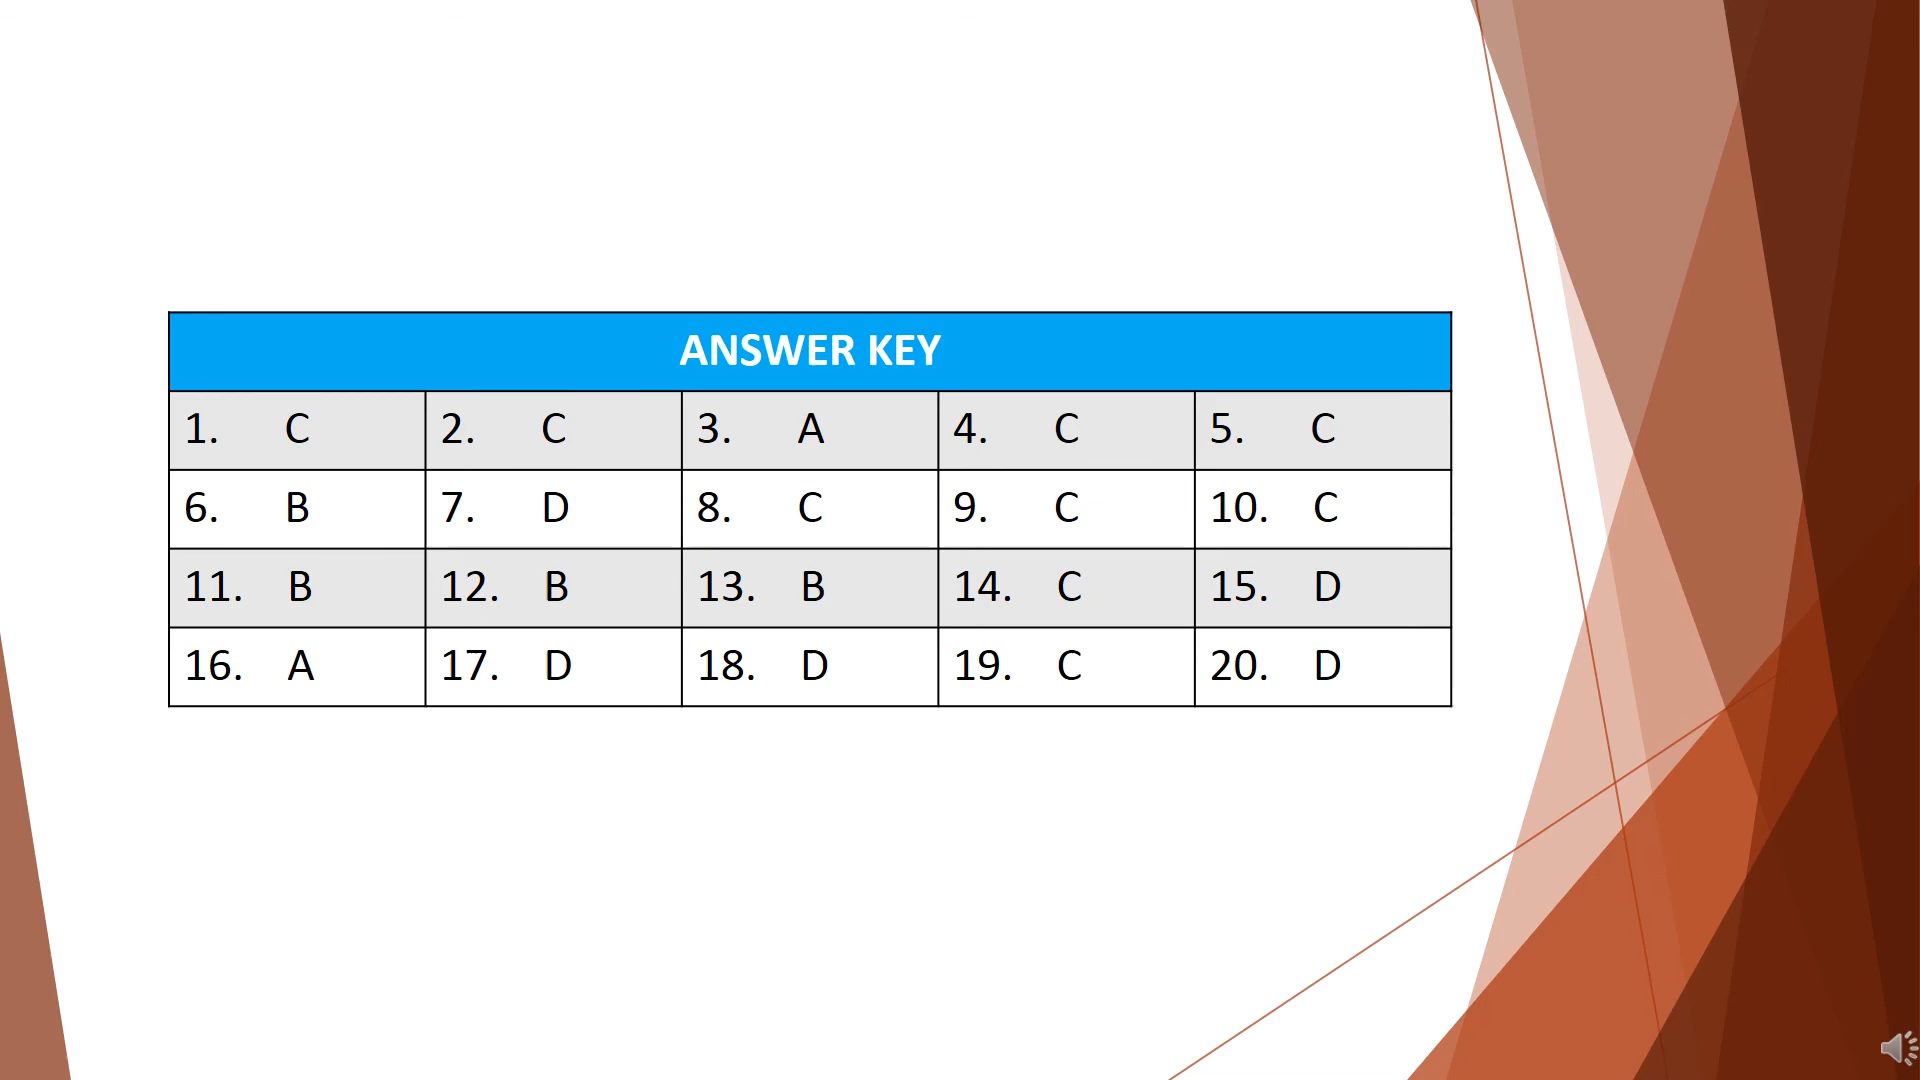 ANSWER KEY
1. C 2. C 3. A 4. C 5. C
6. B 7. D 8. C 9. C 10. C
11. B 12. B 13. B 14. C 15. D
16. A 17. D 18. D 19. C 20. D